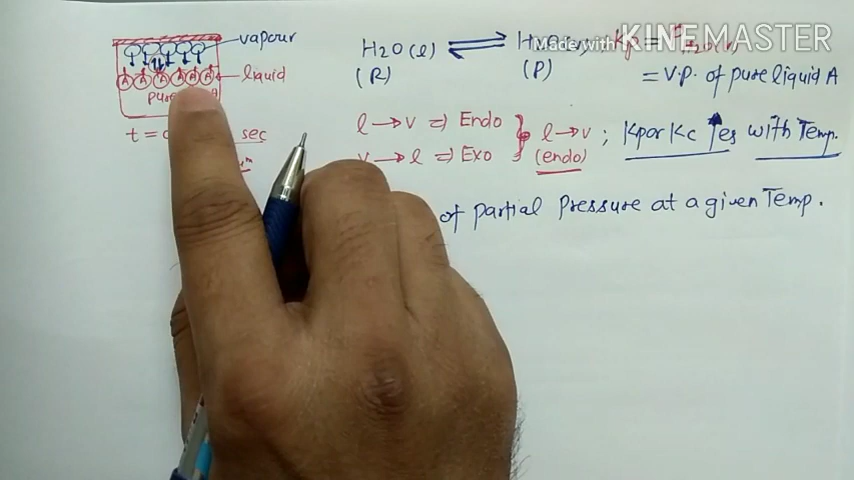 vapour
liquid
A A A A A A
t =
sec
H2O(l) ⇌
(R) (P)
Made with KINEMASTER
= V.P. of pure liquid A
l → v ⇒ Endo
v → l ⇒ Exo
l → v
(endo)
; Kp or Kc ↑es with Temp.
of partial pressure at a given Temp.